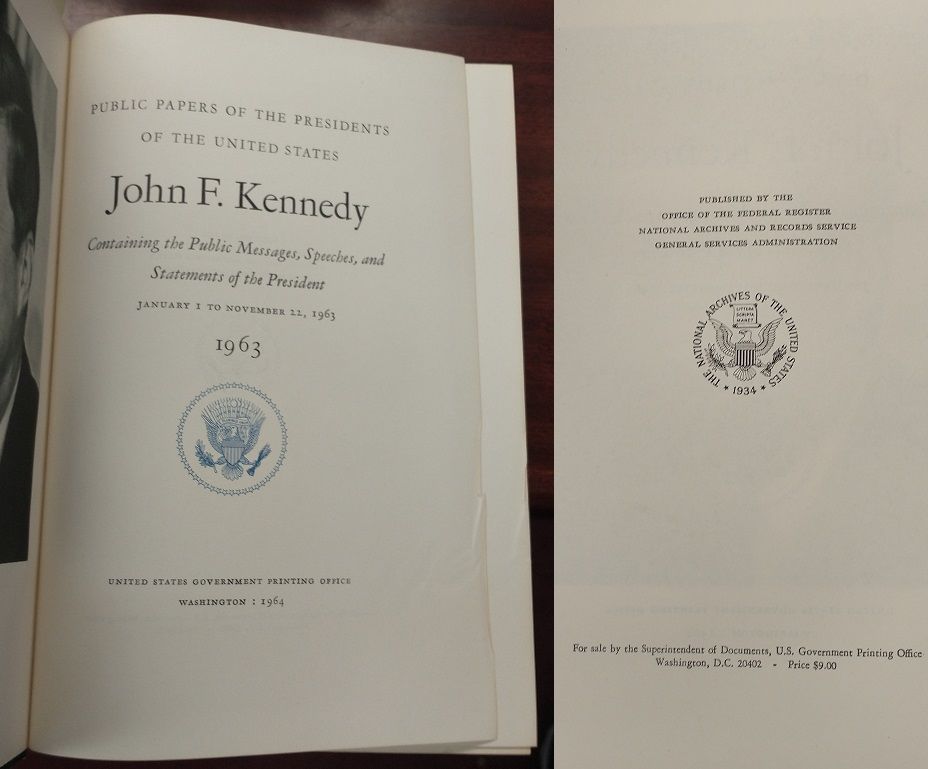 PUBLIC PAPERS OF THE PRESIDENTS
OF THE UNITED STATES
John F. Kennedy
Containing the Public Messages, Speeches, and
Statements of the President
JANUARY 1 TO NOVEMBER 22, 1963
1963
UNITED STATES GOVERNMENT PRINTING OFFICE
WASHINGTON : 1964
PUBLISHED BY THE
OFFICE OF THE FEDERAL REGISTER
NATIONAL ARCHIVES AND RECORDS SERVICE
GENERAL SERVICES ADMINISTRATION
THE NATIONAL ARCHIVES OF THE UNITED STATES
LITTERA
SCRIPTA
MANET
★ 1934 ★
For sale by the Superintendent of Documents, U.S. Government Printing Office
Washington, D.C. 20402 - Price $9.00